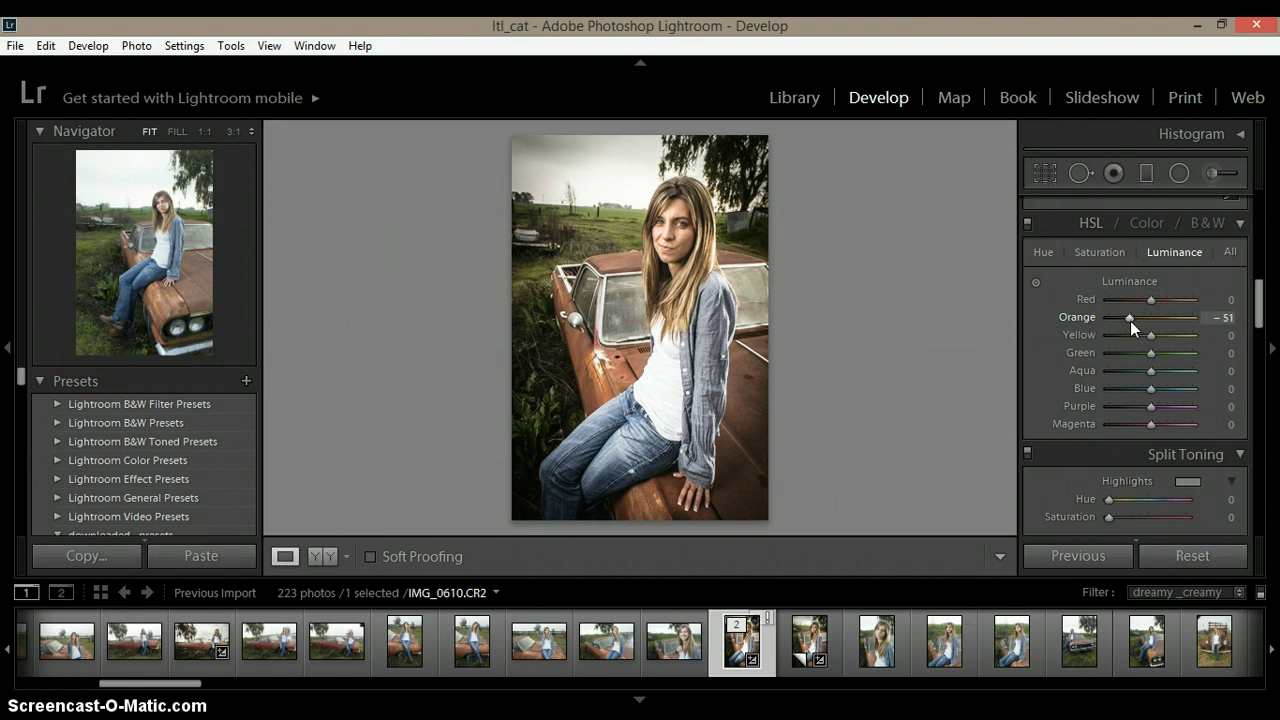 Lr
ltl_cat - Adobe Photoshop Lightroom - Develop
File Edit Develop Photo Settings Tools View Window Help
Lr Get started with Lightroom mobile
Library Develop Map Book Slideshow Print Web
Navigator FIT FILL 1:1 3:1
Histogram
HSL / Color / B & W
Hue Saturation Luminance All
Luminance
Red 0
Orange – 51
Yellow 0
Green 0
Aqua 0
Blue 0
Purple 0
Magenta 0
Presets +
Lightroom B&W Filter Presets
Lightroom B&W Presets
Lightroom B&W Toned Presets
Lightroom Color Presets
Lightroom Effect Presets
Lightroom General Presets
Lightroom Video Presets
downloaded presets
Split Toning
Highlights
Hue 0
Saturation 0
Copy... Paste
Y Y Soft Proofing
Previous Reset
1 2 Previous Import 223 photos /1 selected /IMG_0610.CR2 Filter : dreamy _creamy
2
Screencast-O-Matic.com